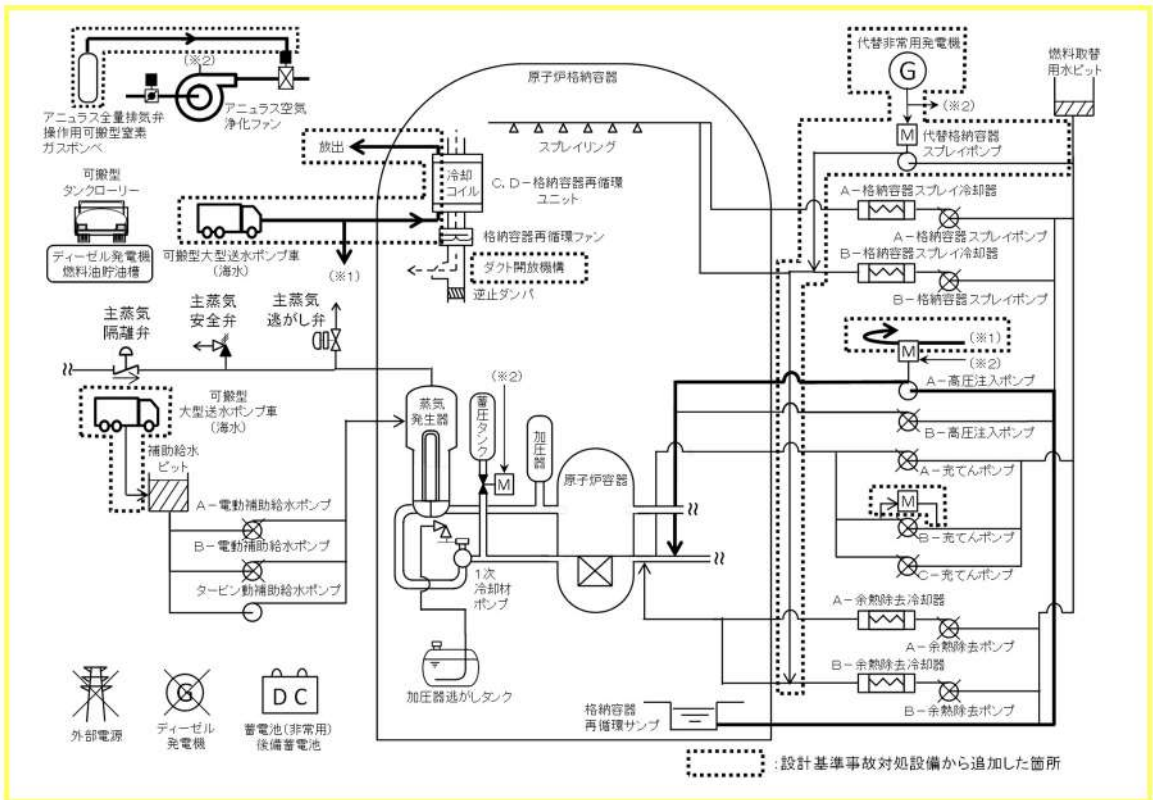 (※2)
アニュラス空気
浄化ファン
アニュラス全量排気弁
操作用可搬型窒素
ガスボンベ
可搬型
タンクローリー
ディーゼル発電機
燃料油貯油槽
原子炉格納容器
スプレイリング
放出
冷却
コイル
C,D-格納容器再循環
ユニット
格納容器再循環ファン
可搬型大型送水ポンプ車
(海水)
(※1)
ダクト開放機構
逆止ダンパ
代替非常用発電機
G
(※2)
M
代替格納容器
スプレイポンプ
燃料取替
用水ピット
A-格納容器スプレイ冷却器
A-格納容器スプレイポンプ
B-格納容器スプレイ冷却器
B-格納容器スプレイポンプ
主蒸気
隔離弁
主蒸気
安全弁
主蒸気
逃がし弁
可搬型
大型送水ポンプ車
(海水)
補助給水
ピット
A-電動補助給水ポンプ
B-電動補助給水ポンプ
タービン動補助給水ポンプ
蒸気
発生器
蓄圧タンク
(※2)
M
加圧器
原子炉容器
1次
冷却材
ポンプ
加圧器逃がしタンク
(※1)
M
(※2)
A-高圧注入ポンプ
B-高圧注入ポンプ
A-充てんポンプ
M
B-充てんポンプ
C-充てんポンプ
A-余熱除去冷却器
A-余熱除去ポンプ
B-余熱除去冷却器
B-余熱除去ポンプ
格納容器
再循環サンプ
外部電源
G
ディーゼル
発電機
DC
蓄電池(非常用)
後備蓄電池
:設計基準事故対処設備から追加した箇所